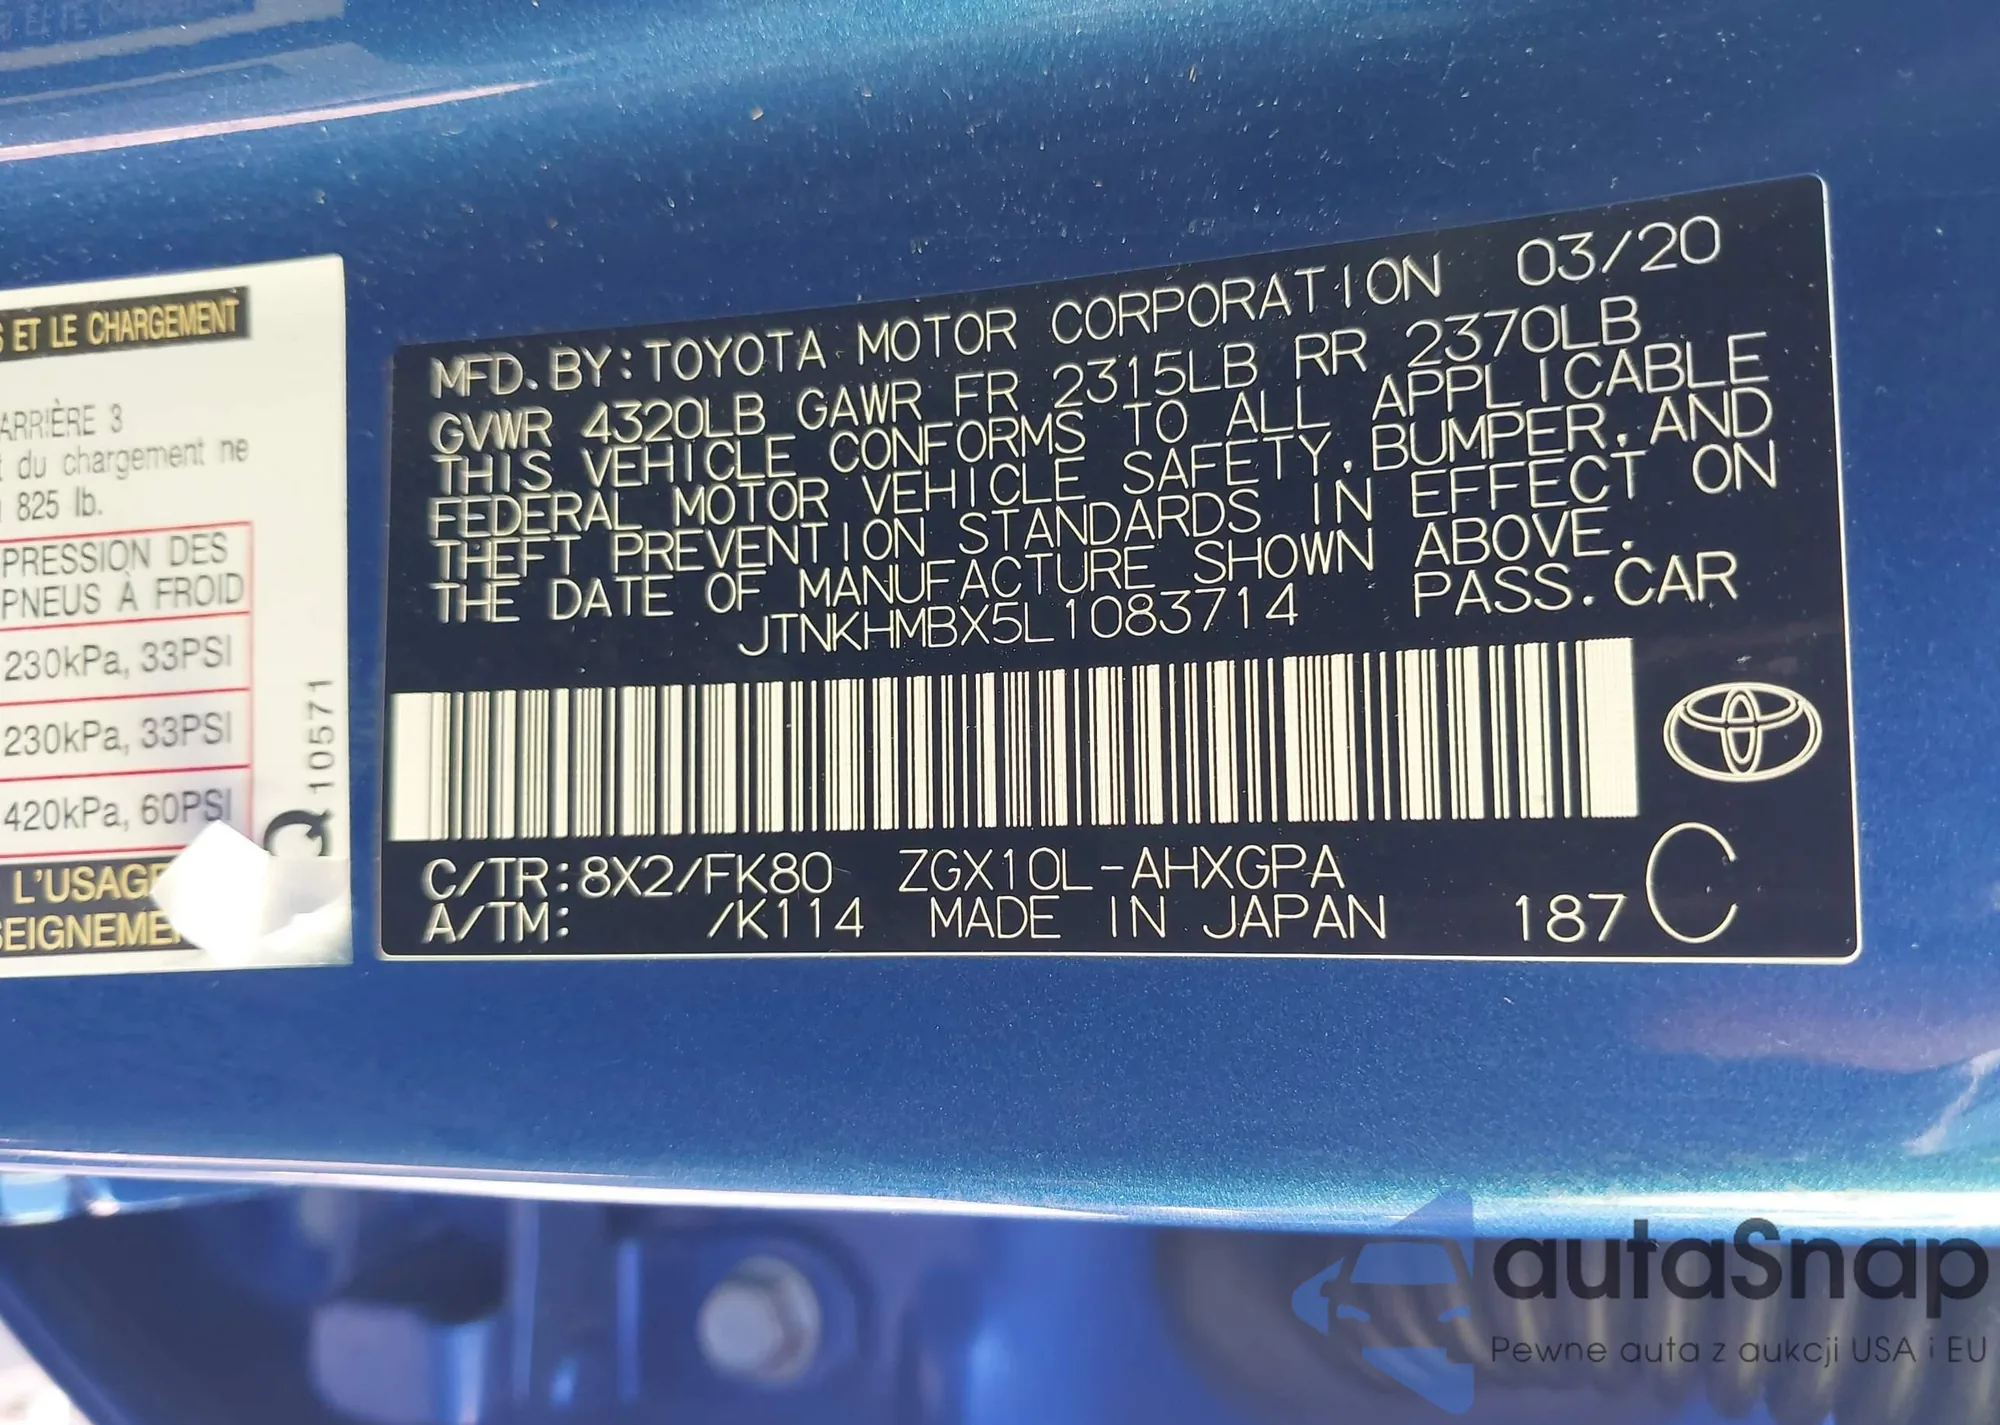 ET LE CHARGEMENT
ARRIÈRE 3
du chargement ne
825 lb.
PRESSION DES
PNEUS À FROID
230kPa, 33PSI
230kPa, 33PSI
420kPa, 60PSI
L'USAGE
10571
Q
MFD. BY: TOYOTA MOTOR CORPORATION 03/20
GVWR 4320LB GAWR FR 2315LB RR 2370LB
THIS VEHICLE CONFORMS TO ALL APPLICABLE
FEDERAL MOTOR VEHICLE SAFETY, BUMPER, AND
THEFT PREVENTION STANDARDS IN EFFECT ON
THE DATE OF MANUFACTURE SHOWN ABOVE.
JTNKHMBX5L1083714 PASS. CAR
C/TR: 8X2/FK80 ZGX10L-AHXGPA
A/TM: /K114 MADE IN JAPAN 187 C
autaSnap
Pewne auta z aukcji USA i EU